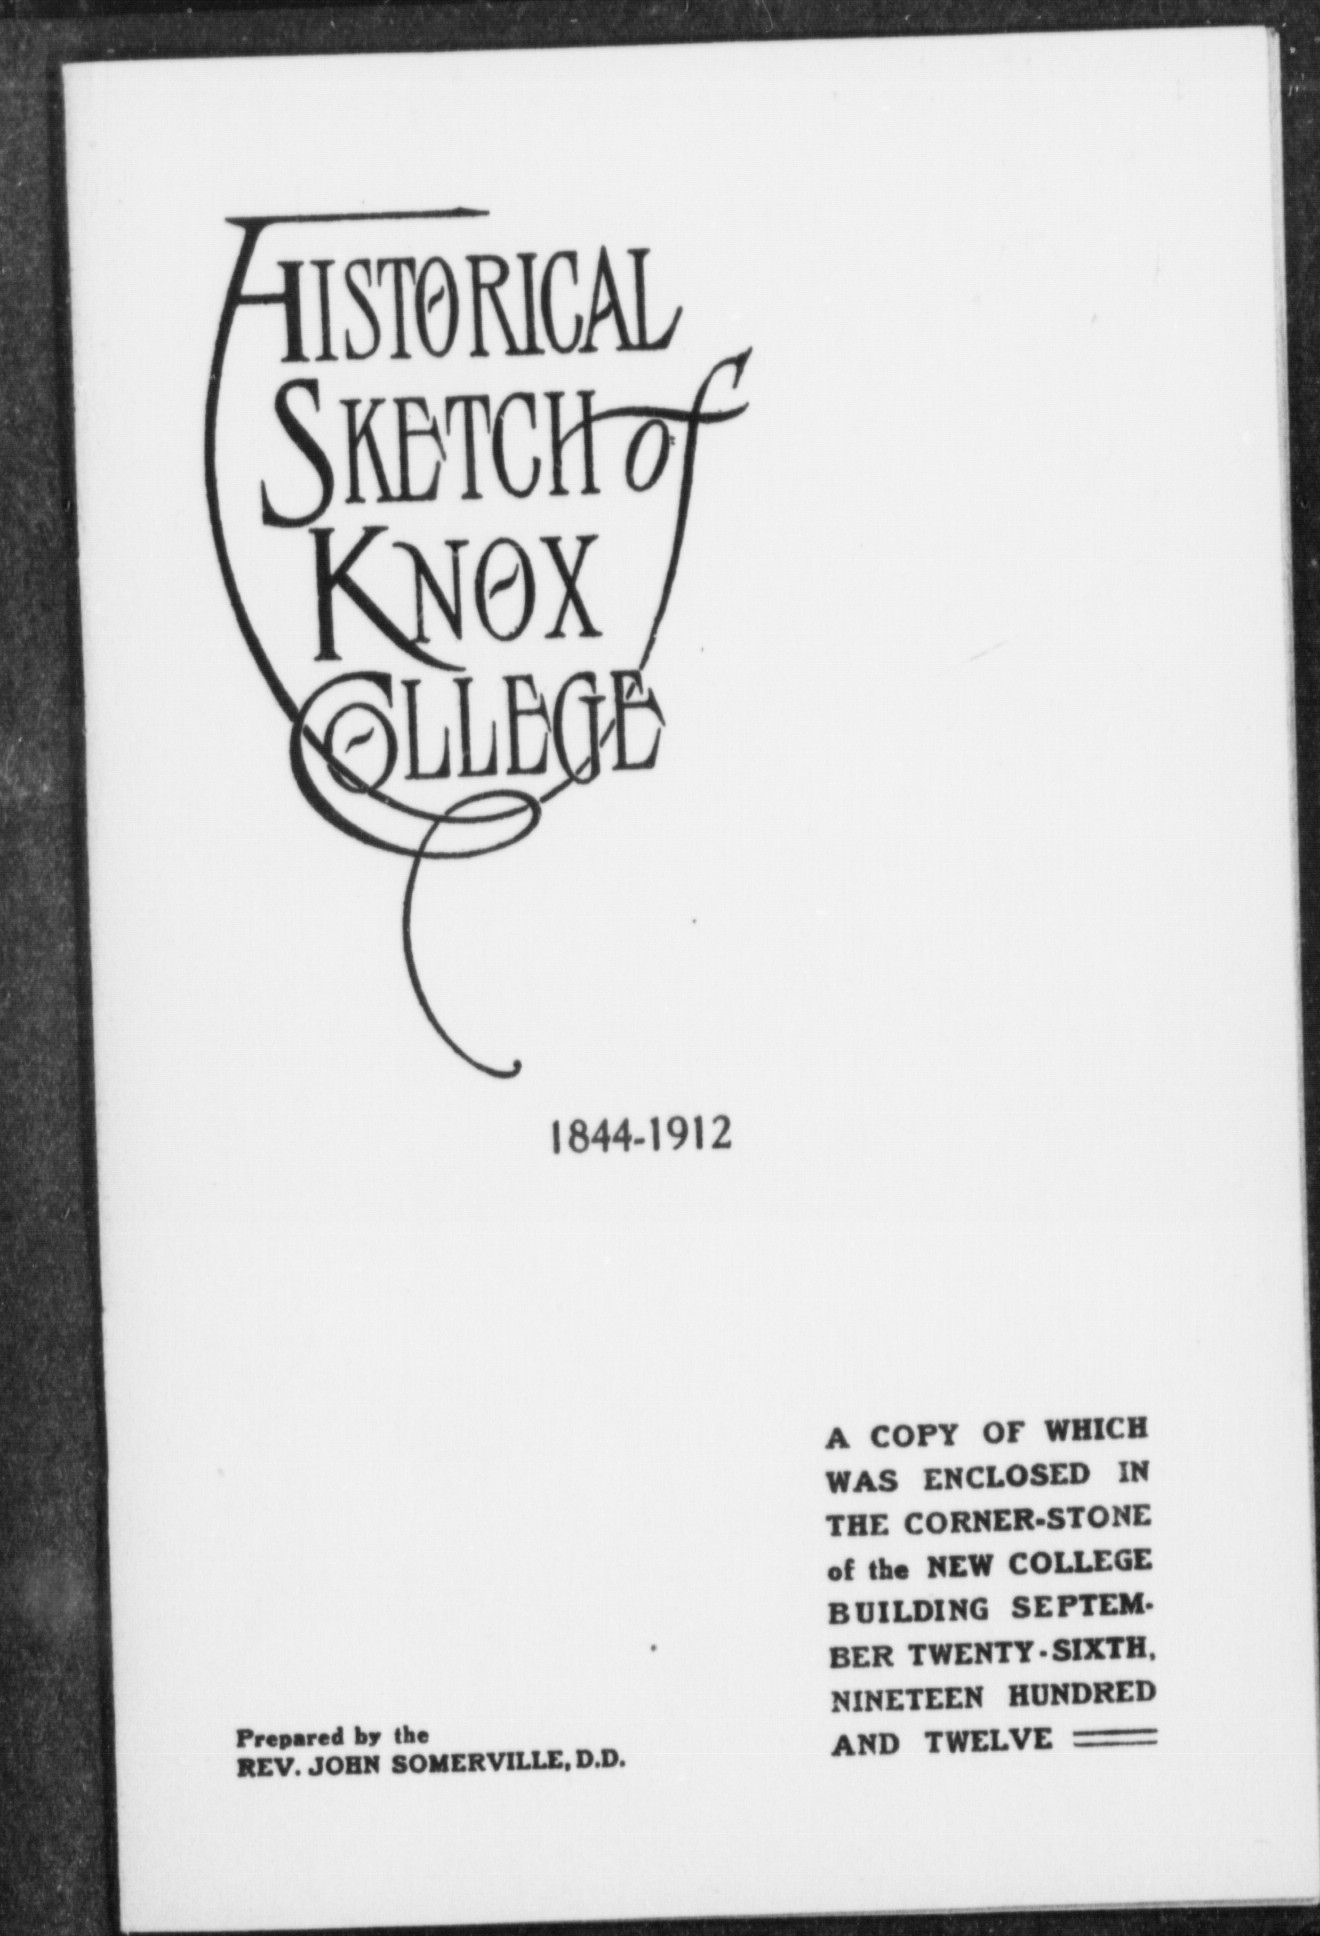 HISTORICAL
SKETCH of
KNOX
COLLEGE
1844-1912
A COPY OF WHICH
WAS ENCLOSED IN
THE CORNER-STONE
of the NEW COLLEGE
BUILDING SEPTEM-
BER TWENTY-SIXTH,
NINETEEN HUNDRED
AND TWELVE
Prepared by the
REV. JOHN SOMERVILLE, D.D.